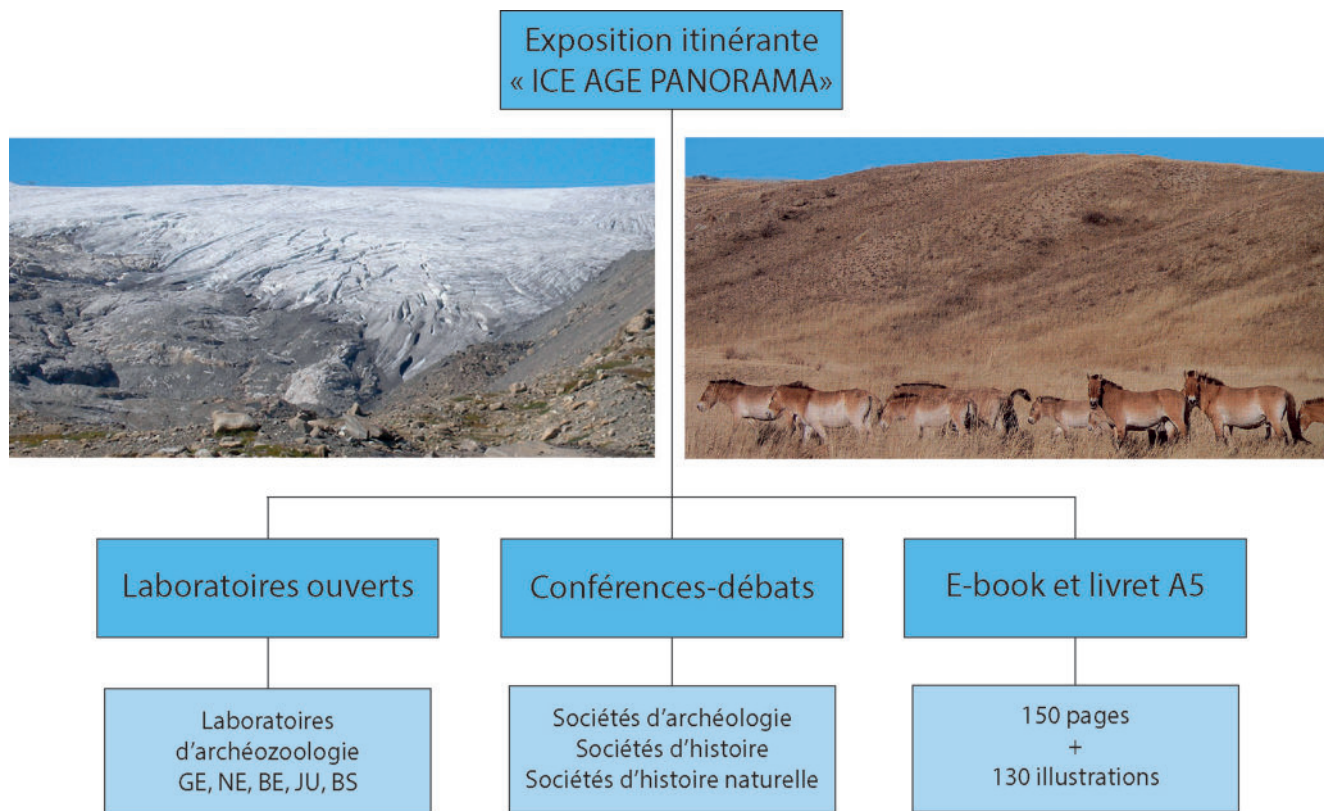 Exposition itinérante
« ICE AGE PANORAMA»
Laboratoires ouverts
Conférences-débats
E-book et livret A5
Laboratoires
d'archéozoologie
GE, NE, BE, JU, BS
Sociétés d'archéologie
Sociétés d'histoire
Sociétés d'histoire naturelle
150 pages
+
130 illustrations